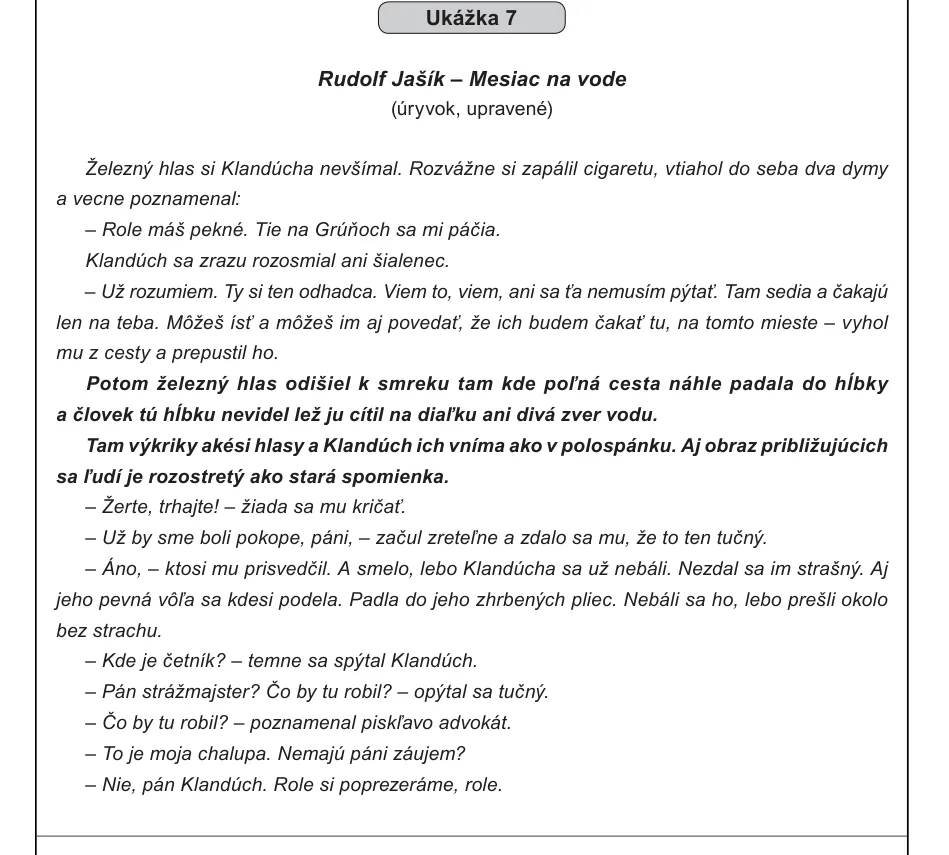 Ukážka 7
Rudolf Jašík – Mesiac na vode
(úryvok, upravené)
Železný hlas si Klandúcha nevšímal. Rozvážne si zapálil cigaretu, vtiahol do seba dva dymy
a vecne poznamenal:
– Role máš pekné. Tie na Grúňoch sa mi páčia.
Klandúch sa zrazu rozosmial ani šialenec.
– Už rozumiem. Ty si ten odhadca. Viem to, viem, ani sa ťa nemusím pýtať. Tam sedia a čakajú
len na teba. Môžeš ísť a môžeš im aj povedať, že ich budem čakať tu, na tomto mieste – vyhol
mu z cesty a prepustil ho.
Potom železný hlas odišiel k smreku tam kde poľná cesta náhle padala do hĺbky
a človek tú hĺbku nevidel lež ju cítil na diaľku ani divá zver vodu.
Tam výkriky akési hlasy a Klandúch ich vníma ako v polospánku. Aj obraz približujúcich
sa ľudí je rozostretý ako stará spomienka.
– Žerte, trhajte! – žiada sa mu kričať.
– Už by sme boli pokope, páni, – začul zreteľne a zdalo sa mu, že to ten tučný.
– Áno, – ktosi mu prisvedčil. A smelo, lebo Klandúcha sa už nebáli. Nezdal sa im strašný. Aj
jeho pevná vôľa sa kdesi podela. Padla do jeho zhrbených pliec. Nebáli sa ho, lebo prešli okolo
bez strachu.
– Kde je četník? – temne sa spýtal Klandúch.
– Pán strážmajster? Čo by tu robil? – opýtal sa tučný.
– Čo by tu robil? – poznamenal piskľavo advokát.
– To je moja chalupa. Nemajú páni záujem?
– Nie, pán Klandúch. Role si poprezeráme, role.